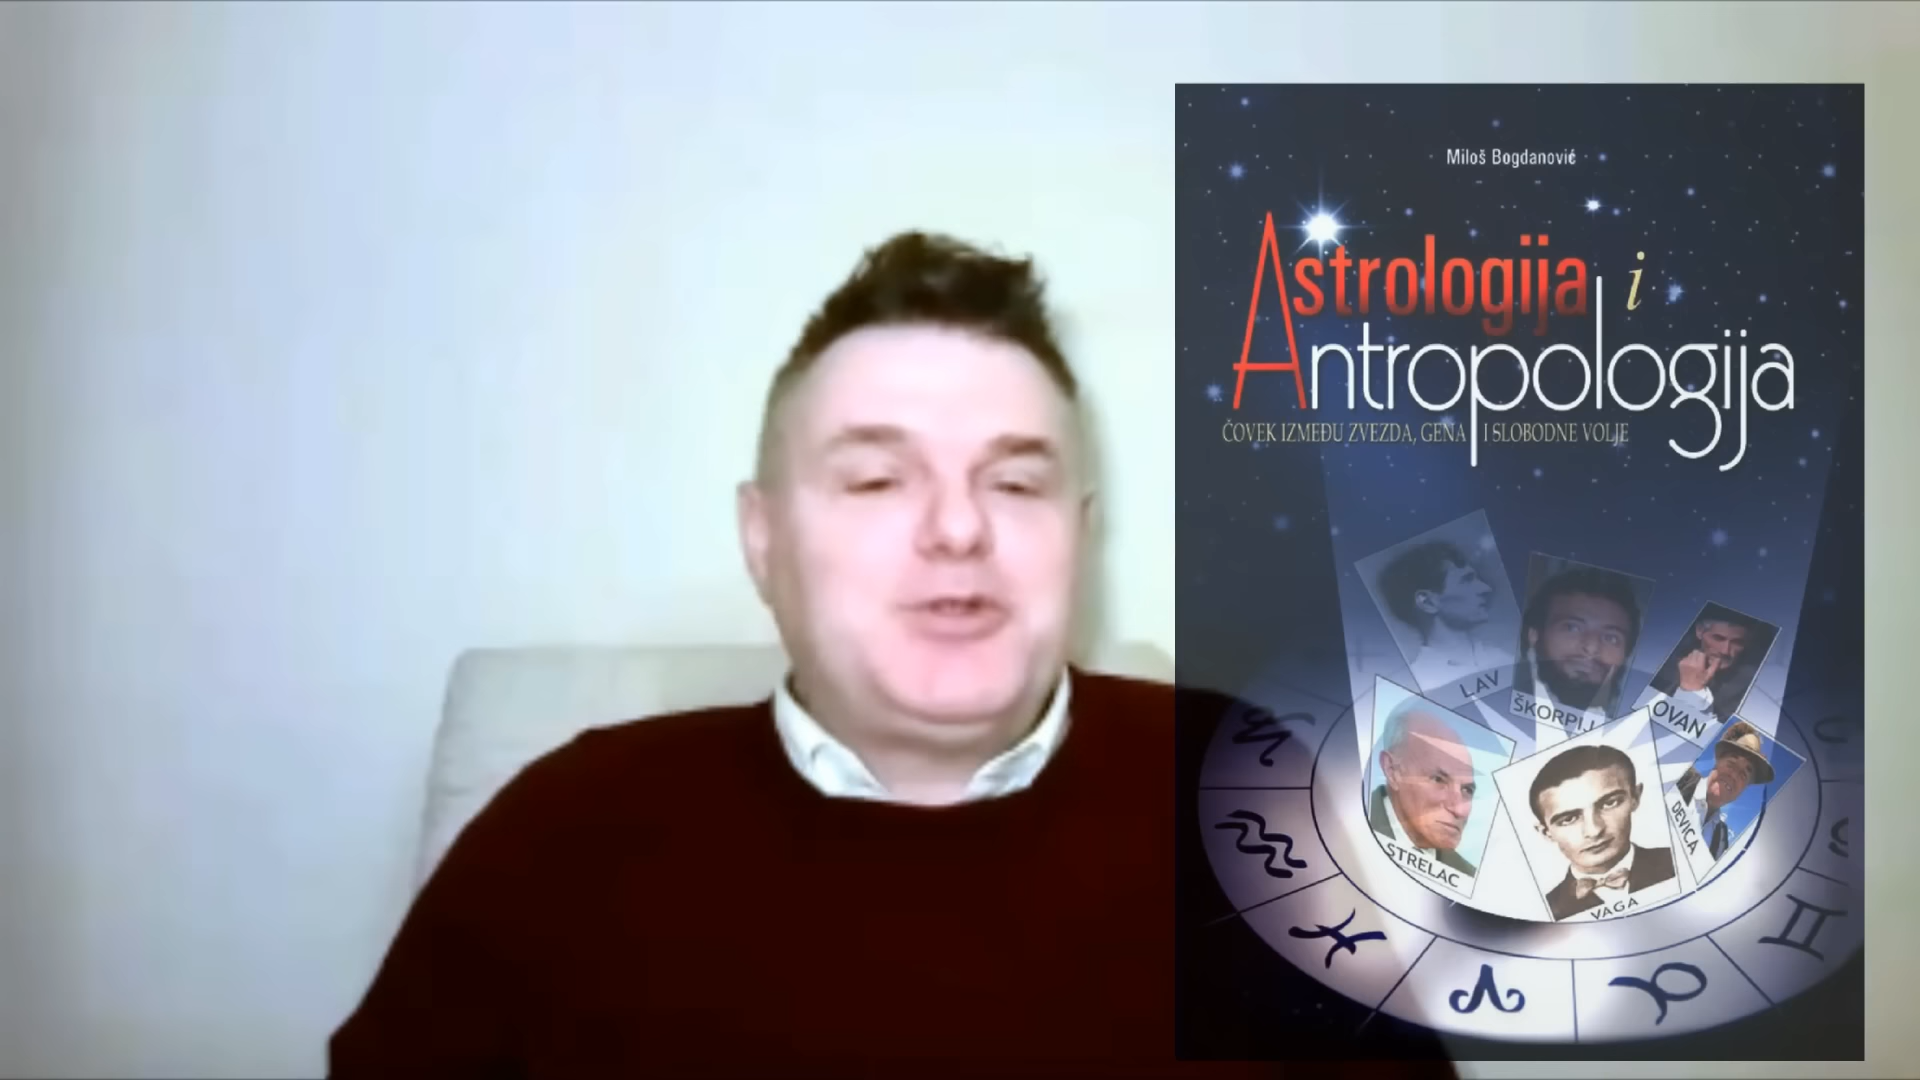 Miloš Bogdanović
Astrologija i
Antropologija
ČOVEK IZMEĐU ZVEZDA, GENA I SLOBODNE VOLJE
LAV
ŠKORPIJ
OVAN
STRELAC
VAGA
DEVICA